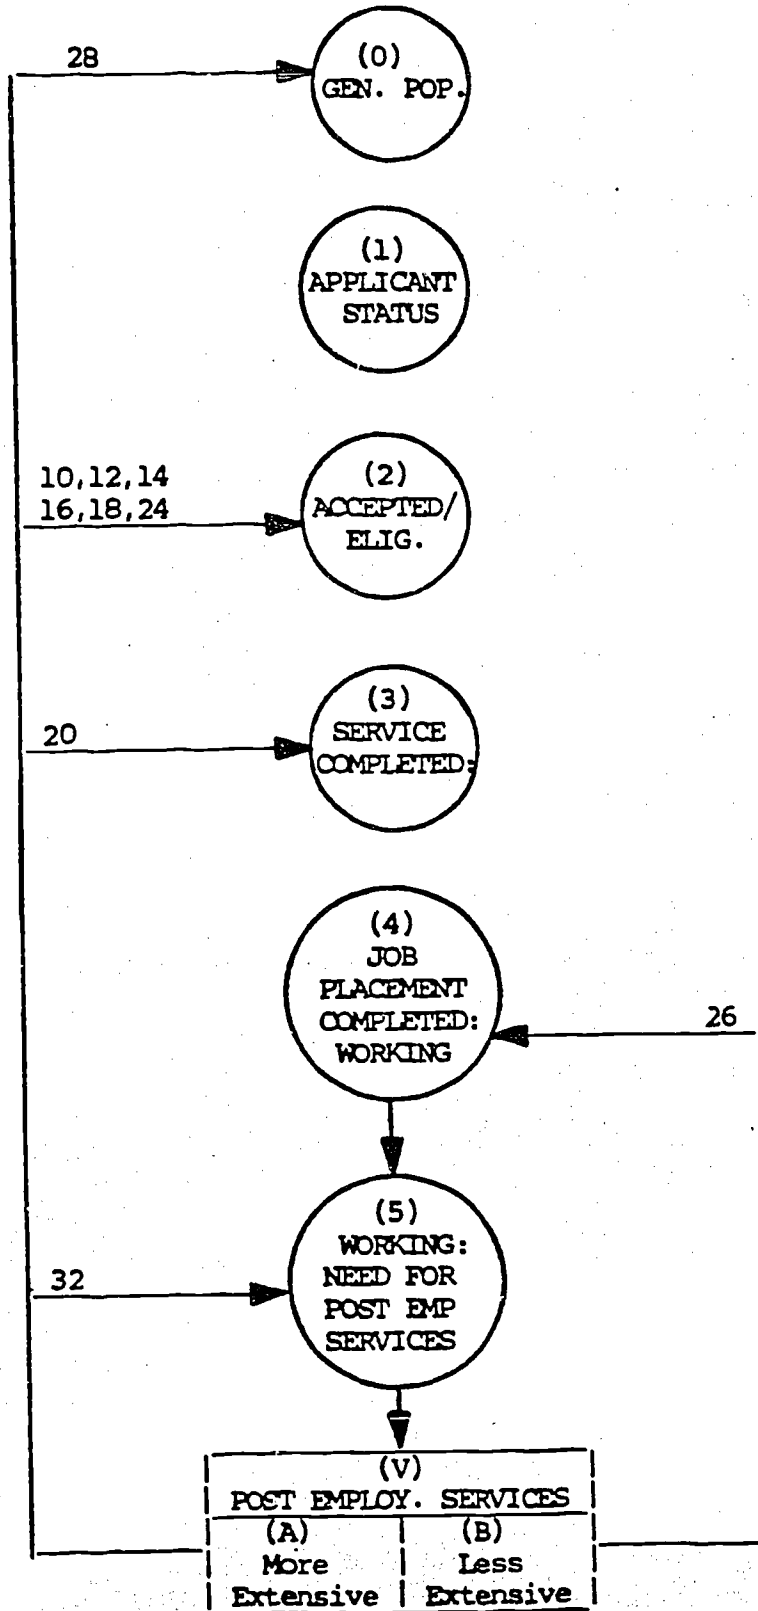 28
(0)
GEN. POP.
(1)
APPLICANT
STATUS
10,12,14
16,18,24
(2)
ACCEPTED/
ELIG.
20
(3)
SERVICE
COMPLETED:
(4)
JOB
PLACEMENT
COMPLETED:
WORKING
26
32
(5)
WORKING:
NEED FOR
POST EMP
SERVICES
(V)
POST EMPLOY. SERVICES
(A)
More
Extensive
(B)
Less
Extensive